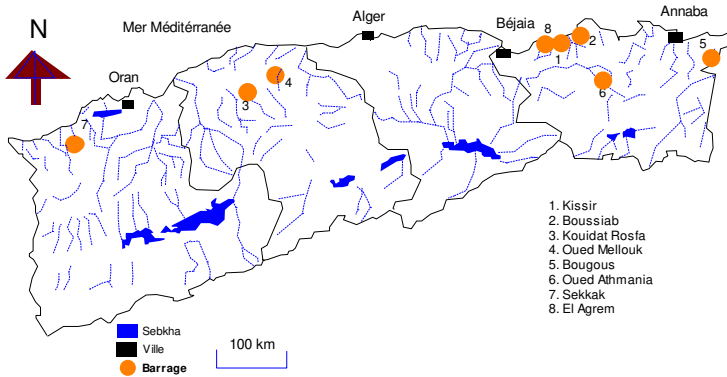 N
Mer Méditérranée
Alger
Béjaia
Annaba
Oran
8
1
2
5
6
3
4
7
1. Kissir
2. Boussiab
3. Kouidat Rosfa
4. Oued Mellouk
5. Bougous
6. Oued Athmania
7. Sekkak
8. El Agrem
Sebkha
Ville
Barrage
100 km